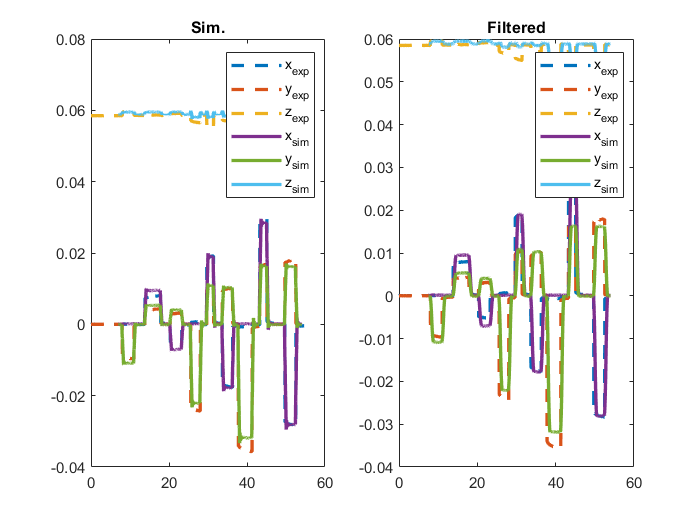 Sim.
0.08
0.06
0.04
0.02
0
-0.02
-0.04
0
20
40
60
x_exp
y_exp
z_exp
x_sim
y_sim
z_sim
Filtered
0.06
0.05
0.04
0.03
0.02
0.01
0
-0.01
-0.02
-0.03
-0.04
0
20
40
60
x_exp
y_exp
z_exp
x_sim
y_sim
z_sim